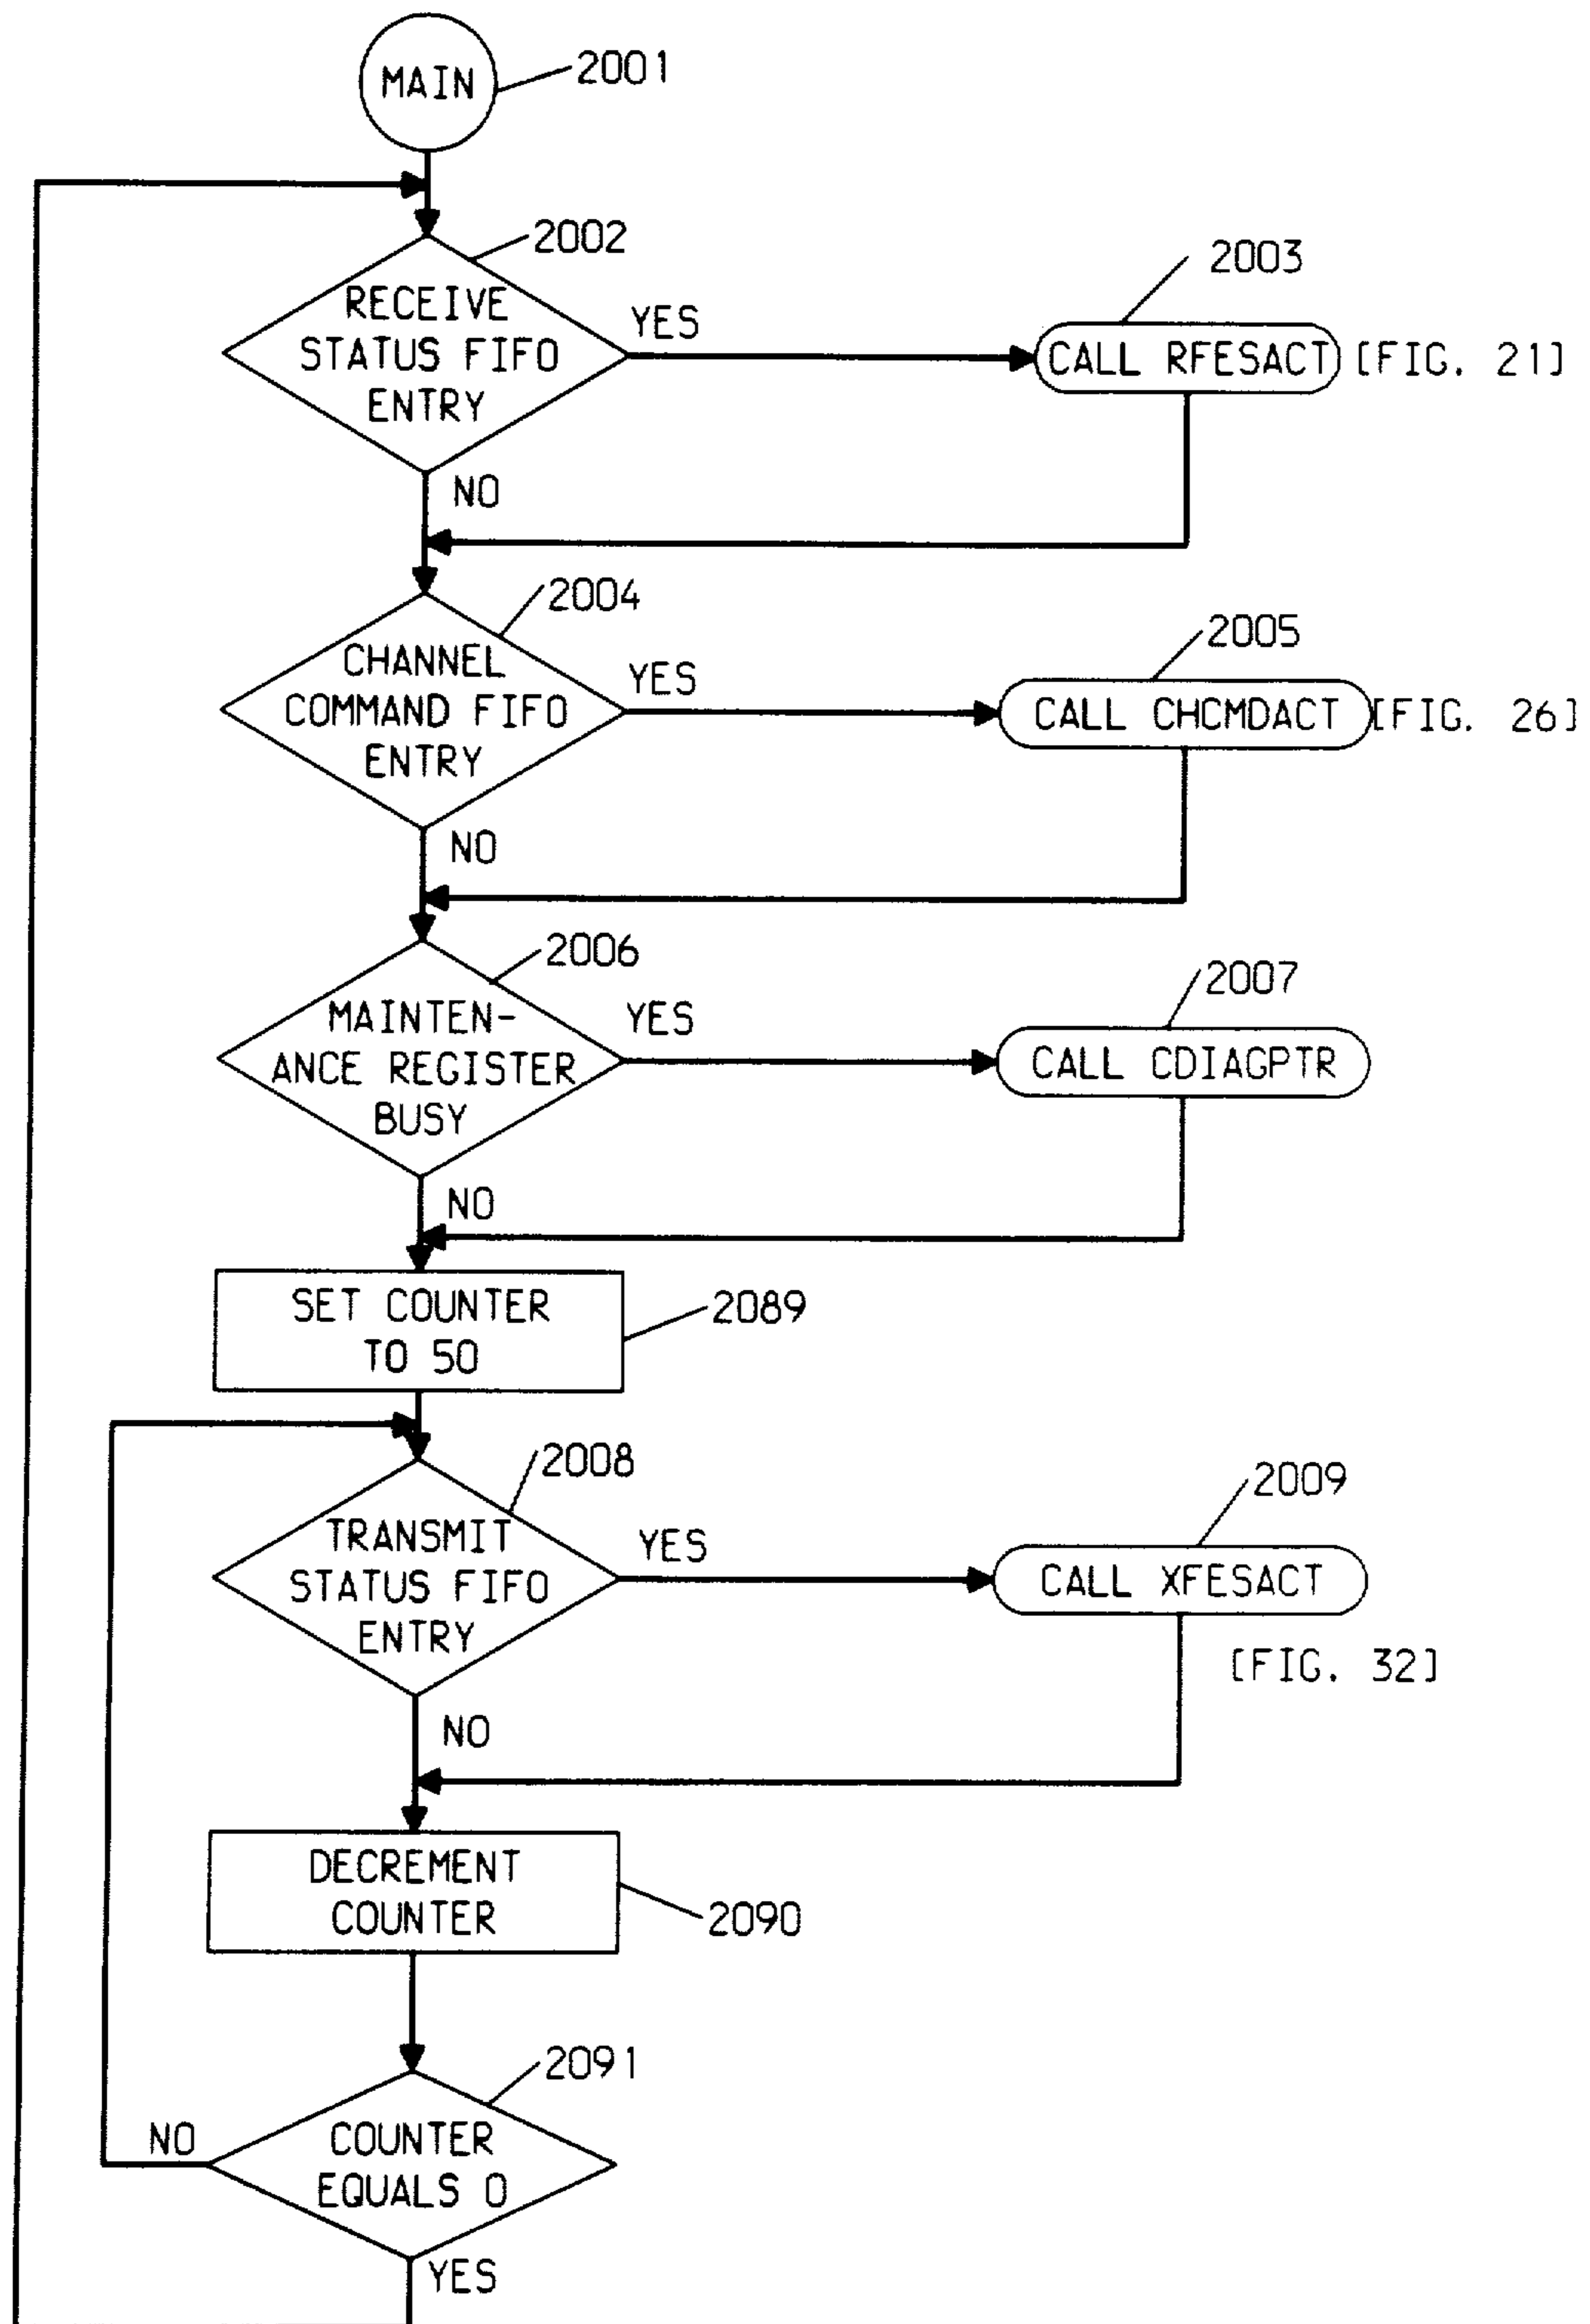 MAIN
2001
2002
RECEIVE
STATUS FIFO
ENTRY
YES
2003
CALL RFESACT [FIG. 21]
NO
2004
CHANNEL
COMMAND FIFO
ENTRY
YES
2005
CALL CHCMDACT [FIG. 26]
NO
2006
MAINTEN-
ANCE REGISTER
BUSY
YES
2007
CALL CDIAGPTR
NO
SET COUNTER
TO 50
2089
2008
TRANSMIT
STATUS FIFO
ENTRY
YES
2009
CALL XFESACT
[FIG. 32]
NO
DECREMENT
COUNTER
2090
2091
COUNTER
EQUALS 0
NO
YES